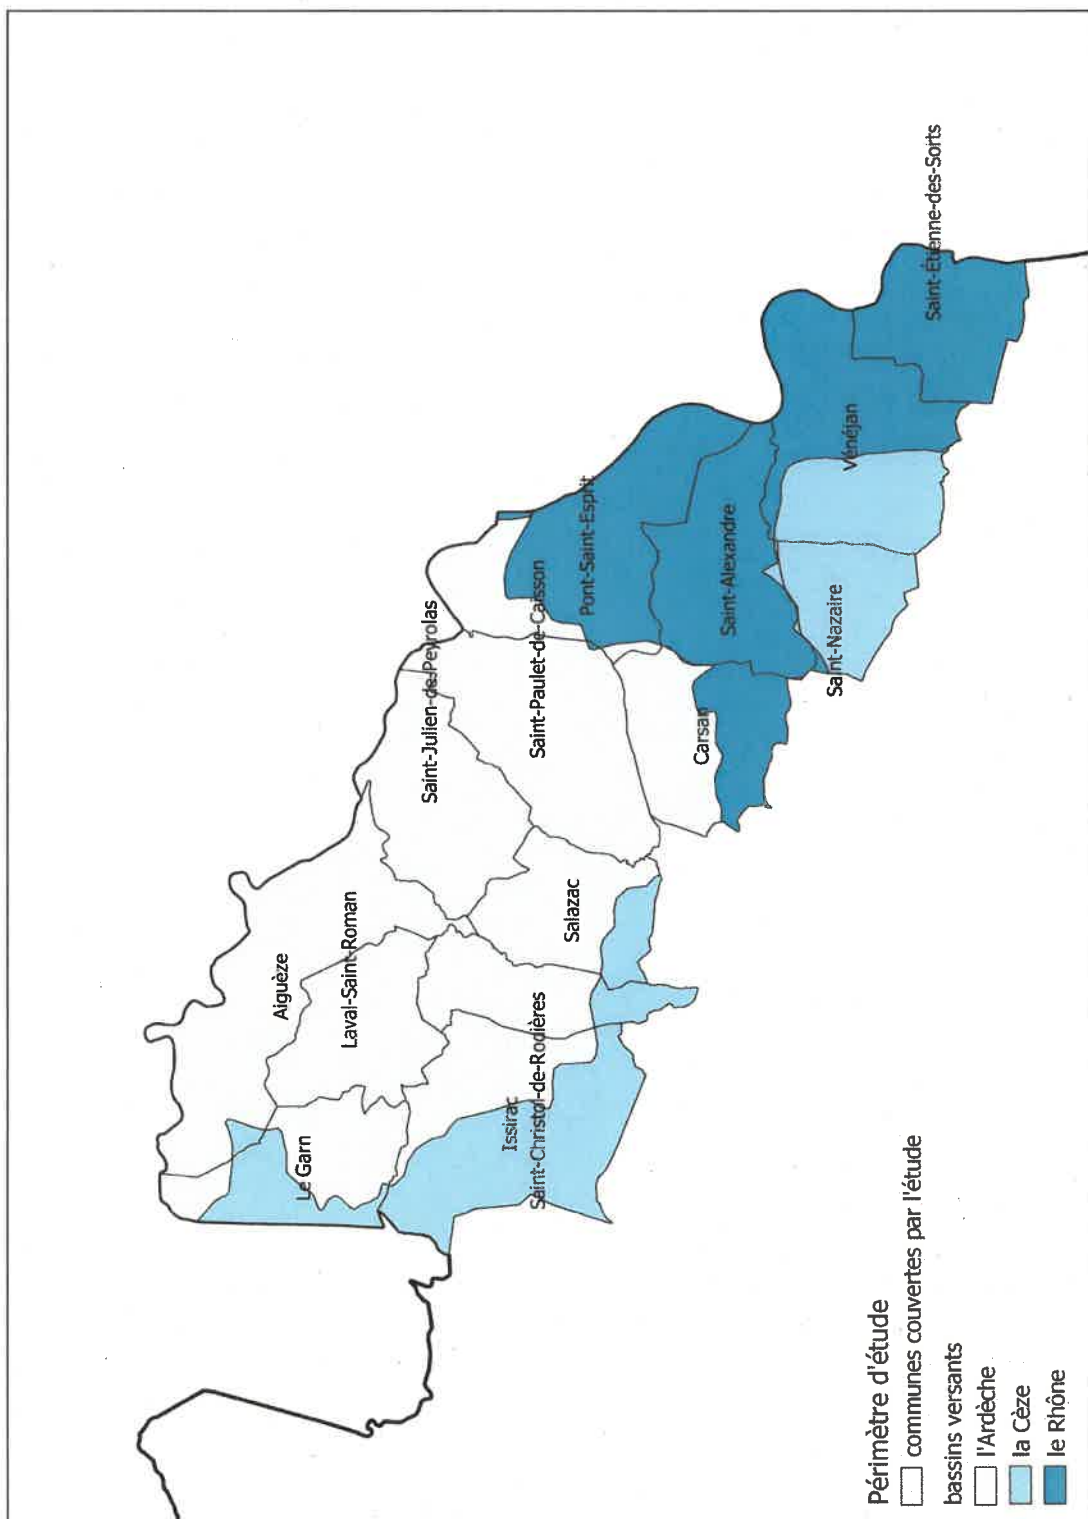 Aiguèze
Le Garn
Laval-Saint-Roman
Saint-Julien-de-Peyrolas
Issirac
Saint-Christol-de-Rodières
Salazac
Saint-Paulet-de-Caisson
Pont-Saint-Esprit
Carsan
Saint-Alexandre
Saint-Nazaire
Vénéjan
Saint-Étienne-des-Sorts
Périmètre d'étude
communes couvertes par l'étude
bassins versants
l'Ardèche
la Cèze
le Rhône